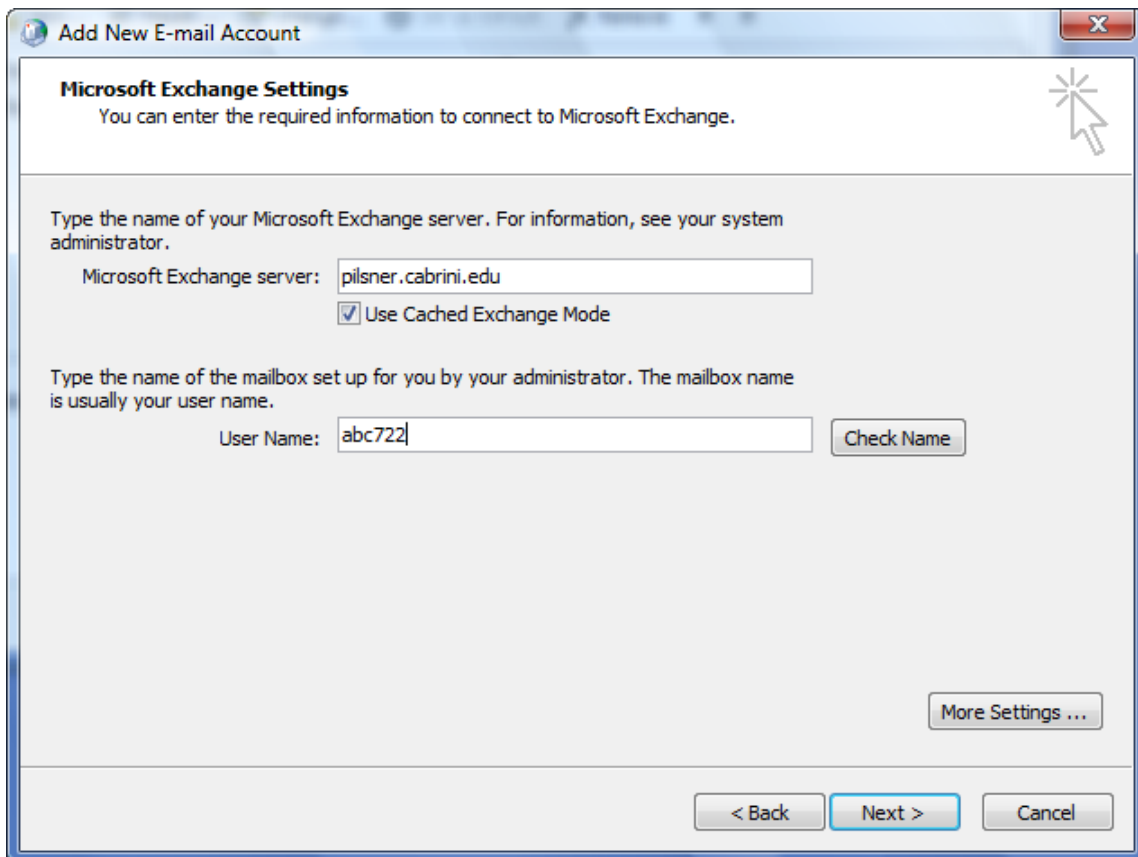 Add New E-mail Account
Microsoft Exchange Settings
You can enter the required information to connect to Microsoft Exchange.
Type the name of your Microsoft Exchange server. For information, see your system
administrator.
Microsoft Exchange server: pilsner.cabrini.edu
Use Cached Exchange Mode
Type the name of the mailbox set up for you by your administrator. The mailbox name
is usually your user name.
User Name: abc722 Check Name
More Settings ...
< Back Next > Cancel